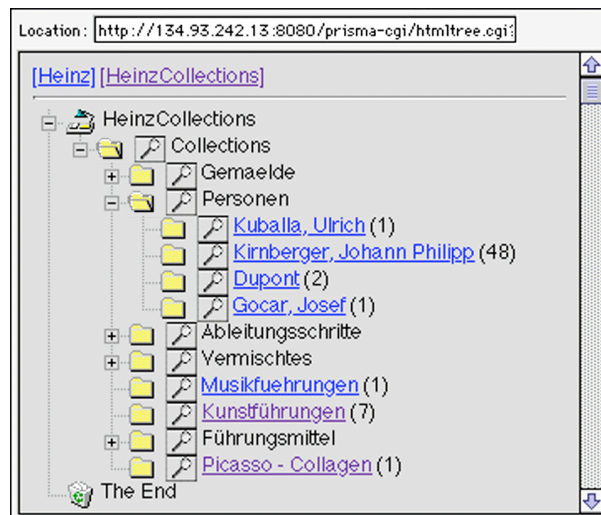 Location: http://134.93.242.13:8080/prisma-cgi/htmltree.cgi?
[Heinz] [HeinzCollections]
HeinzCollections
Collections
Gemaelde
Personen
Kuballa, Ulrich (1)
Kirnberger, Johann Philipp (48)
Dupont (2)
Gocar, Josef (1)
Ableitungsschritte
Vermischtes
Musikfuehrungen (1)
Kunstführungen (7)
Führungsmittel
Picasso - Collagen (1)
The End